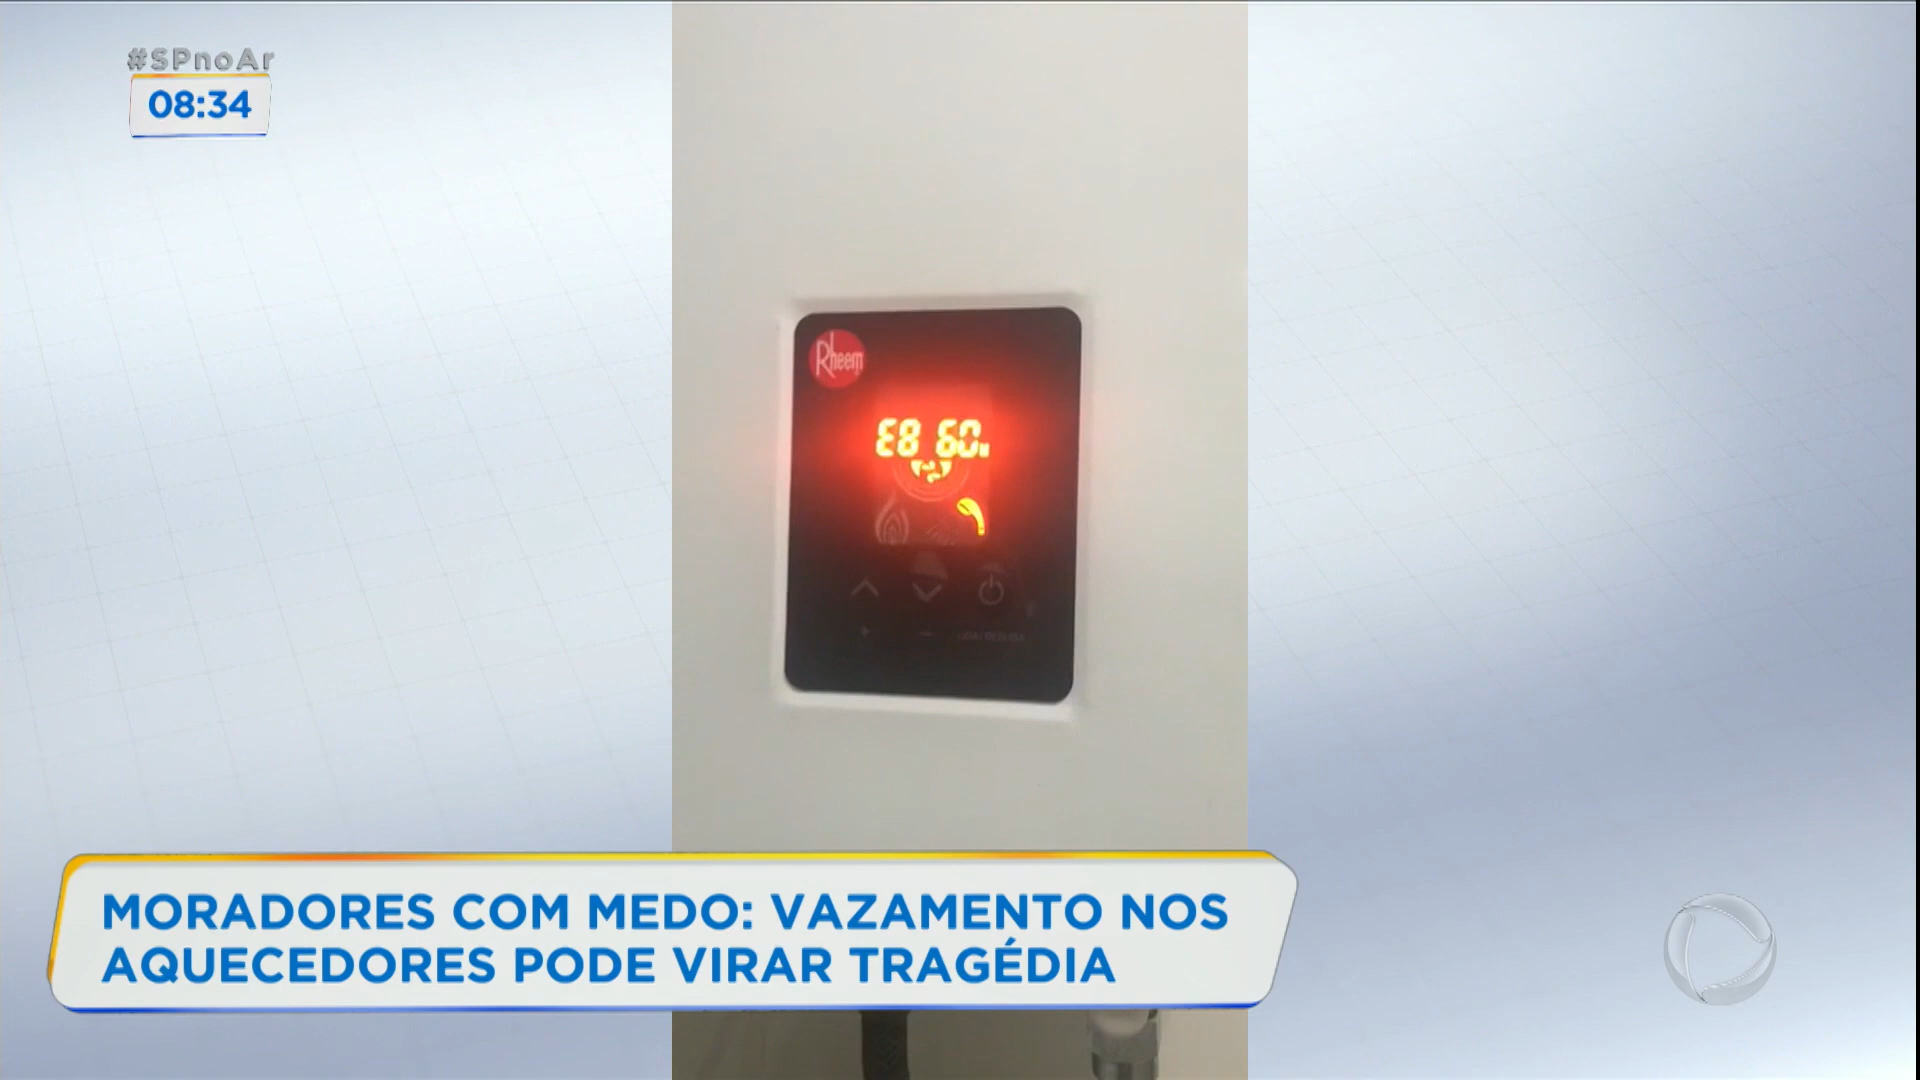 #SPnoAr
08:34
Rheem
E8 60
MORADORES COM MEDO: VAZAMENTO NOS
AQUECEDORES PODE VIRAR TRAGÉDIA